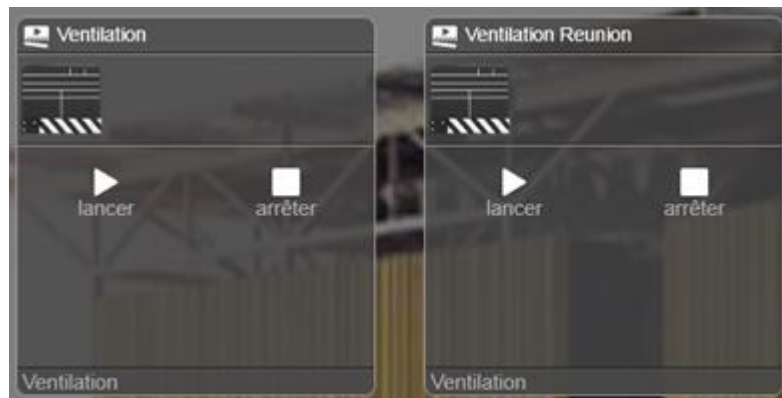 Ventilation
lancer
arrêter
Ventilation
Ventilation Reunion
lancer
arrêter
Ventilation